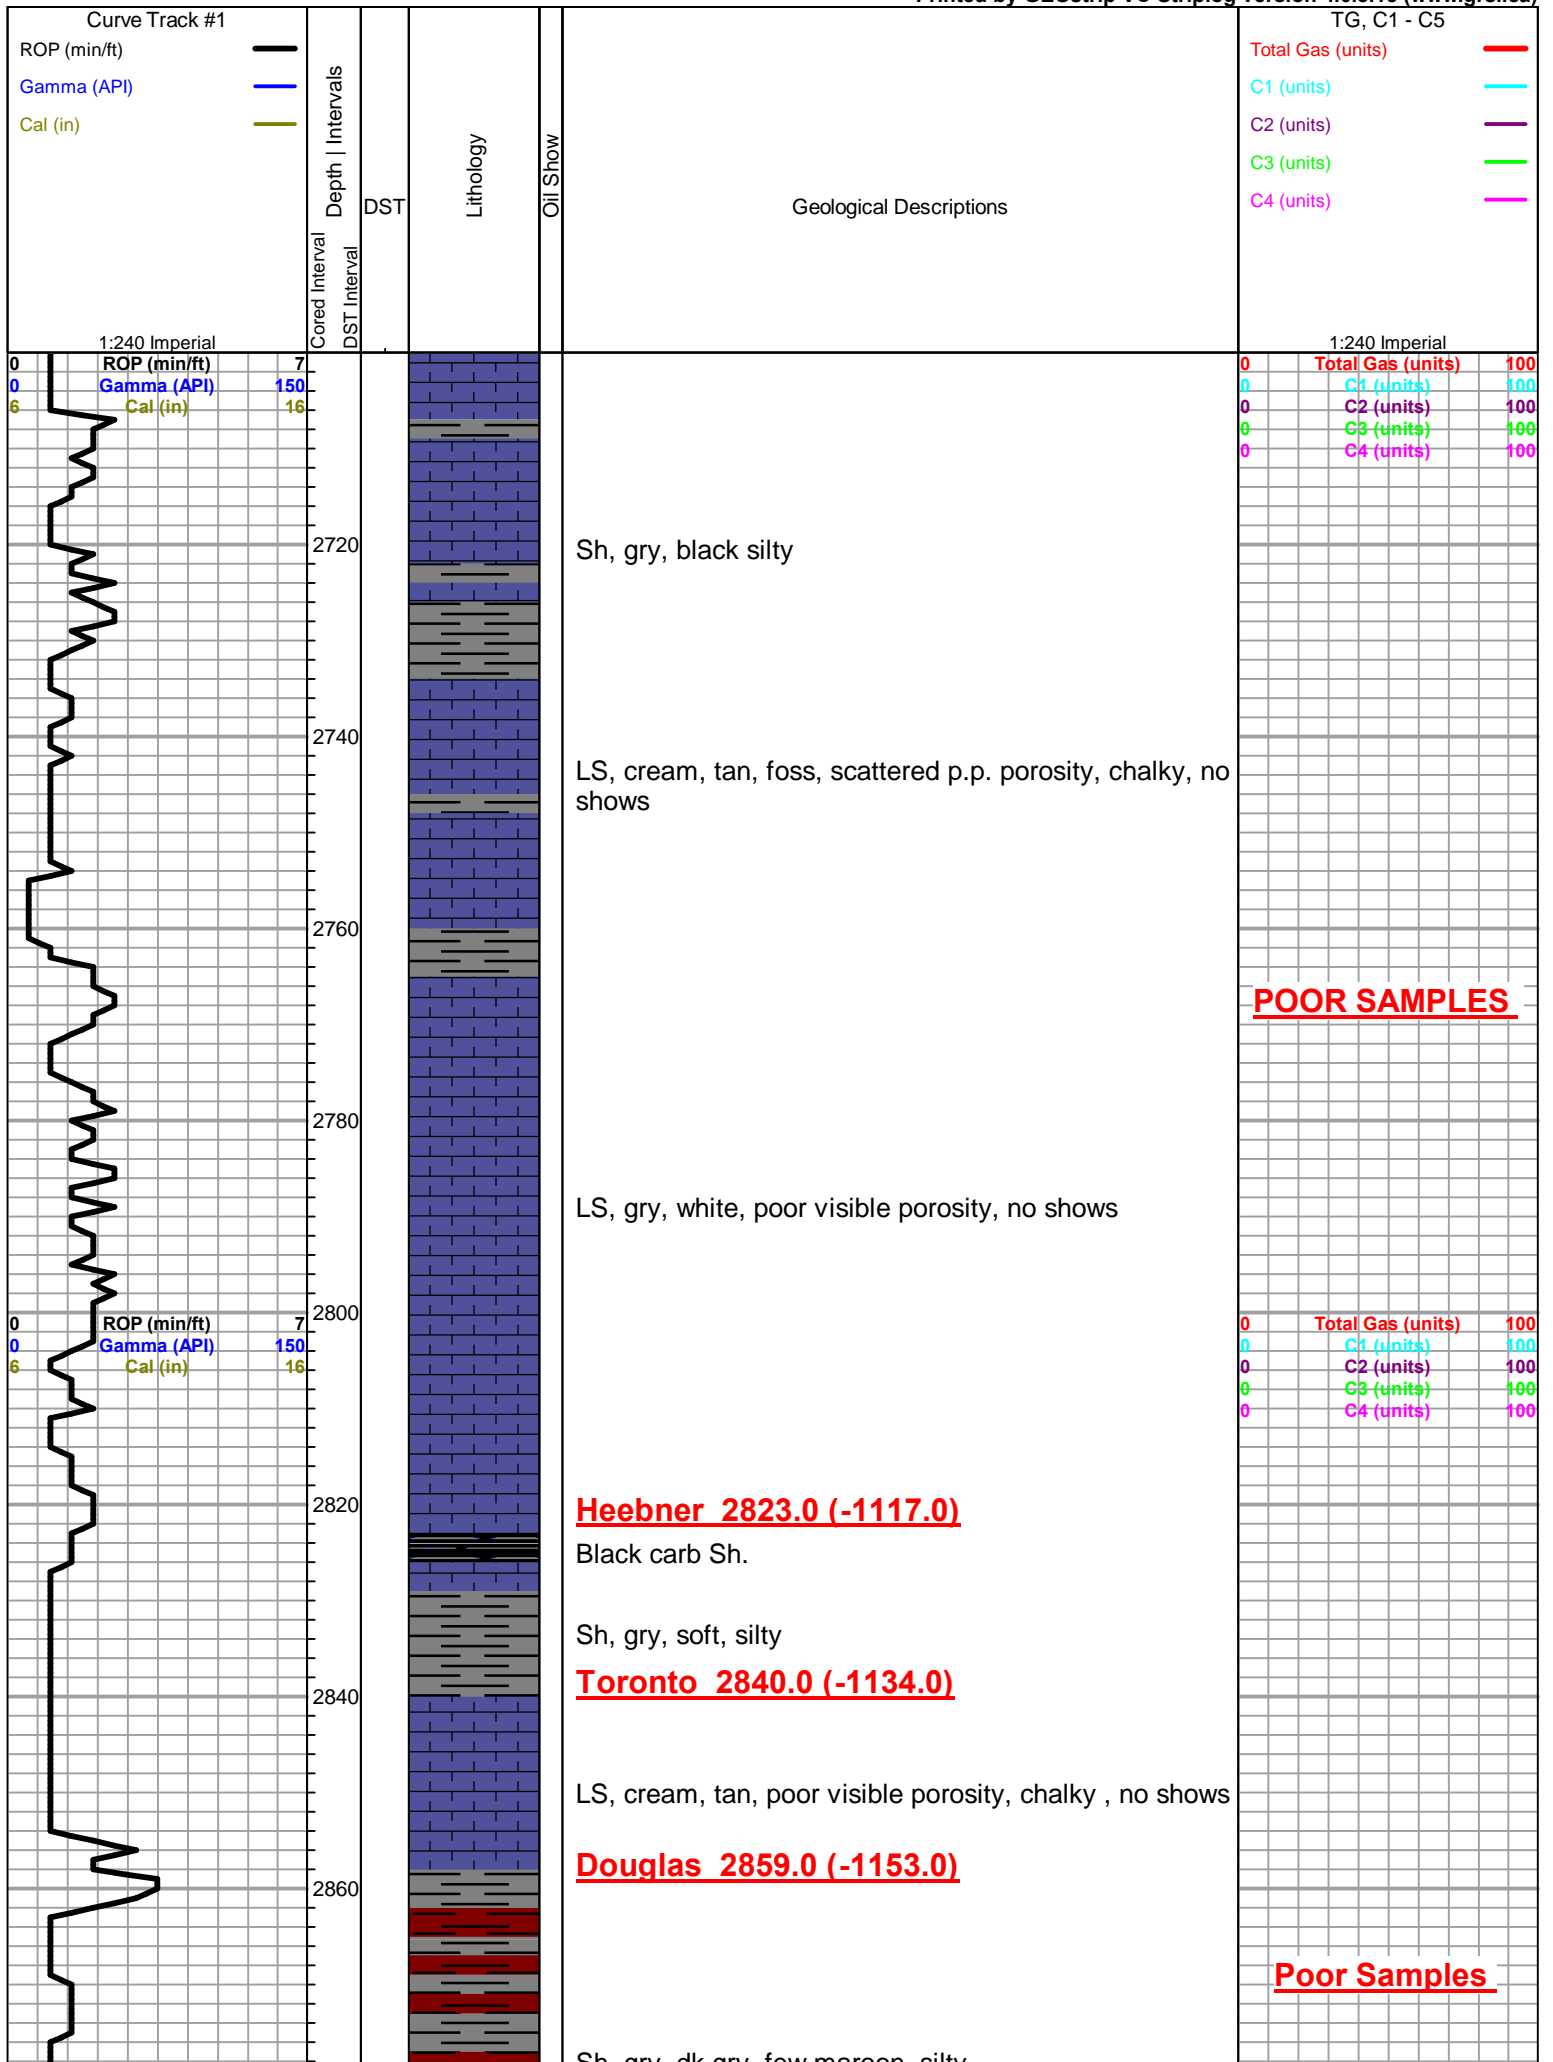 Curve Track #1
ROP (min/ft)
Gamma (API)
Cal (in)
1:240 Imperial
Depth | Intervals
Cored Interval
DST Interval
DST
Lithology
Oil Show
Geological Descriptions
TG, C1 - C5
Total Gas (units)
C1 (units)
C2 (units)
C3 (units)
C4 (units)
1:240 Imperial
0 ROP (min/ft) 7
0 Gamma (API) 150
6 Cal (in) 16
0 Total Gas (units) 100
0 C1 (units) 100
0 C2 (units) 100
0 C3 (units) 100
0 C4 (units) 100
2720
Sh, gry, black silty
2740
LS, cream, tan, foss, scattered p.p. porosity, chalky, no
shows
2760
POOR SAMPLES
2780
LS, gry, white, poor visible porosity, no shows
2800
0 ROP (min/ft) 7
0 Gamma (API) 150
6 Cal (in) 16
0 Total Gas (units) 100
0 C1 (units) 100
0 C2 (units) 100
0 C3 (units) 100
0 C4 (units) 100
2820
Heebner 2823.0 (-1117.0)
Black carb Sh.
Sh, gry, soft, silty
Toronto 2840.0 (-1134.0)
2840
LS, cream, tan, poor visible porosity, chalky , no shows
Douglas 2859.0 (-1153.0)
2860
Poor Samples
Sh, gry, dk gry, few maroon, silty